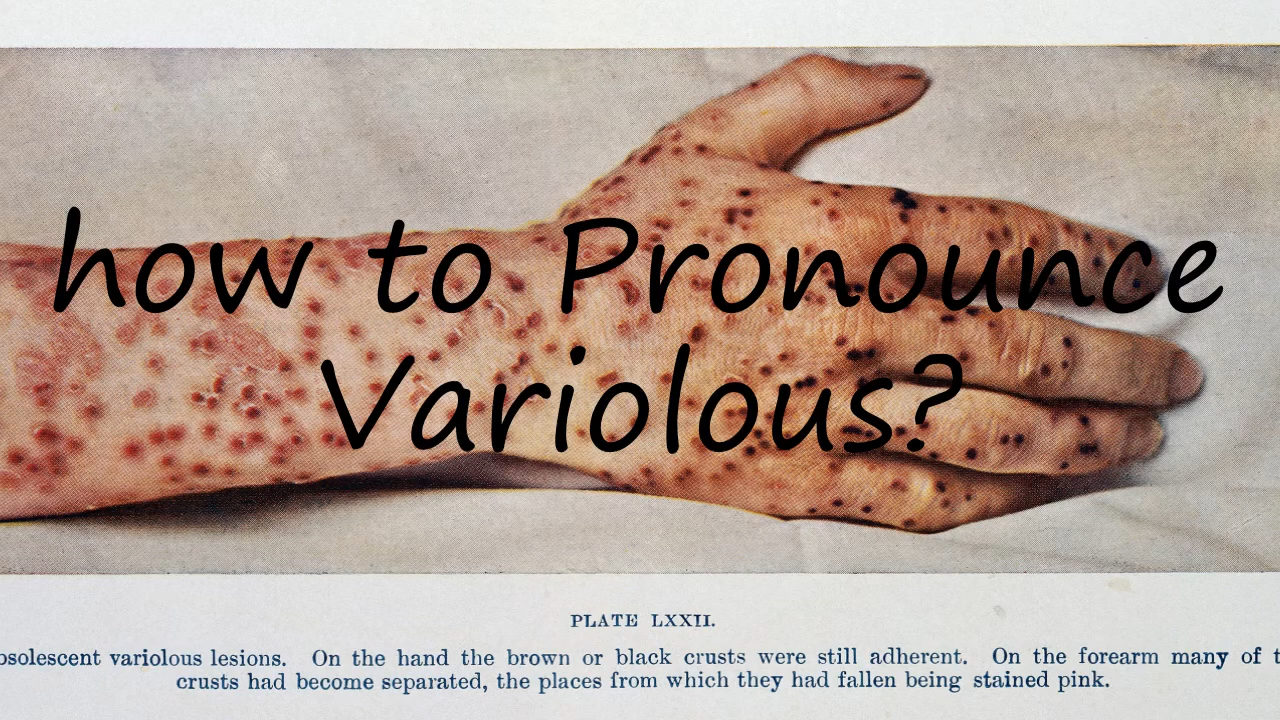 how to Pronounce
Variolous?
PLATE LXXII.
obsolescent variolous lesions. On the hand the brown or black crusts were still adherent. On the forearm many of
crusts had become separated, the places from which they had fallen being stained pink.